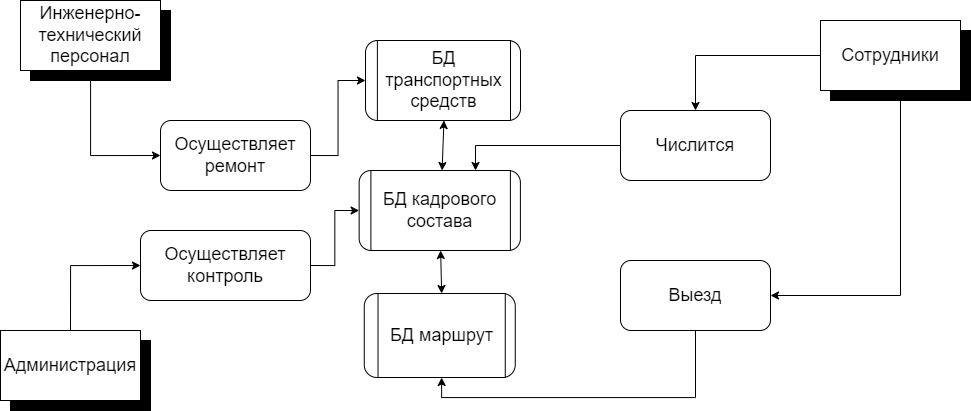 Инженерно-
технический
персонал
БД
транспортных
средств
Сотрудники
Осуществляет
ремонт
Числится
БД кадрового
состава
Осуществляет
контроль
Выезд
БД маршрут
Администрация